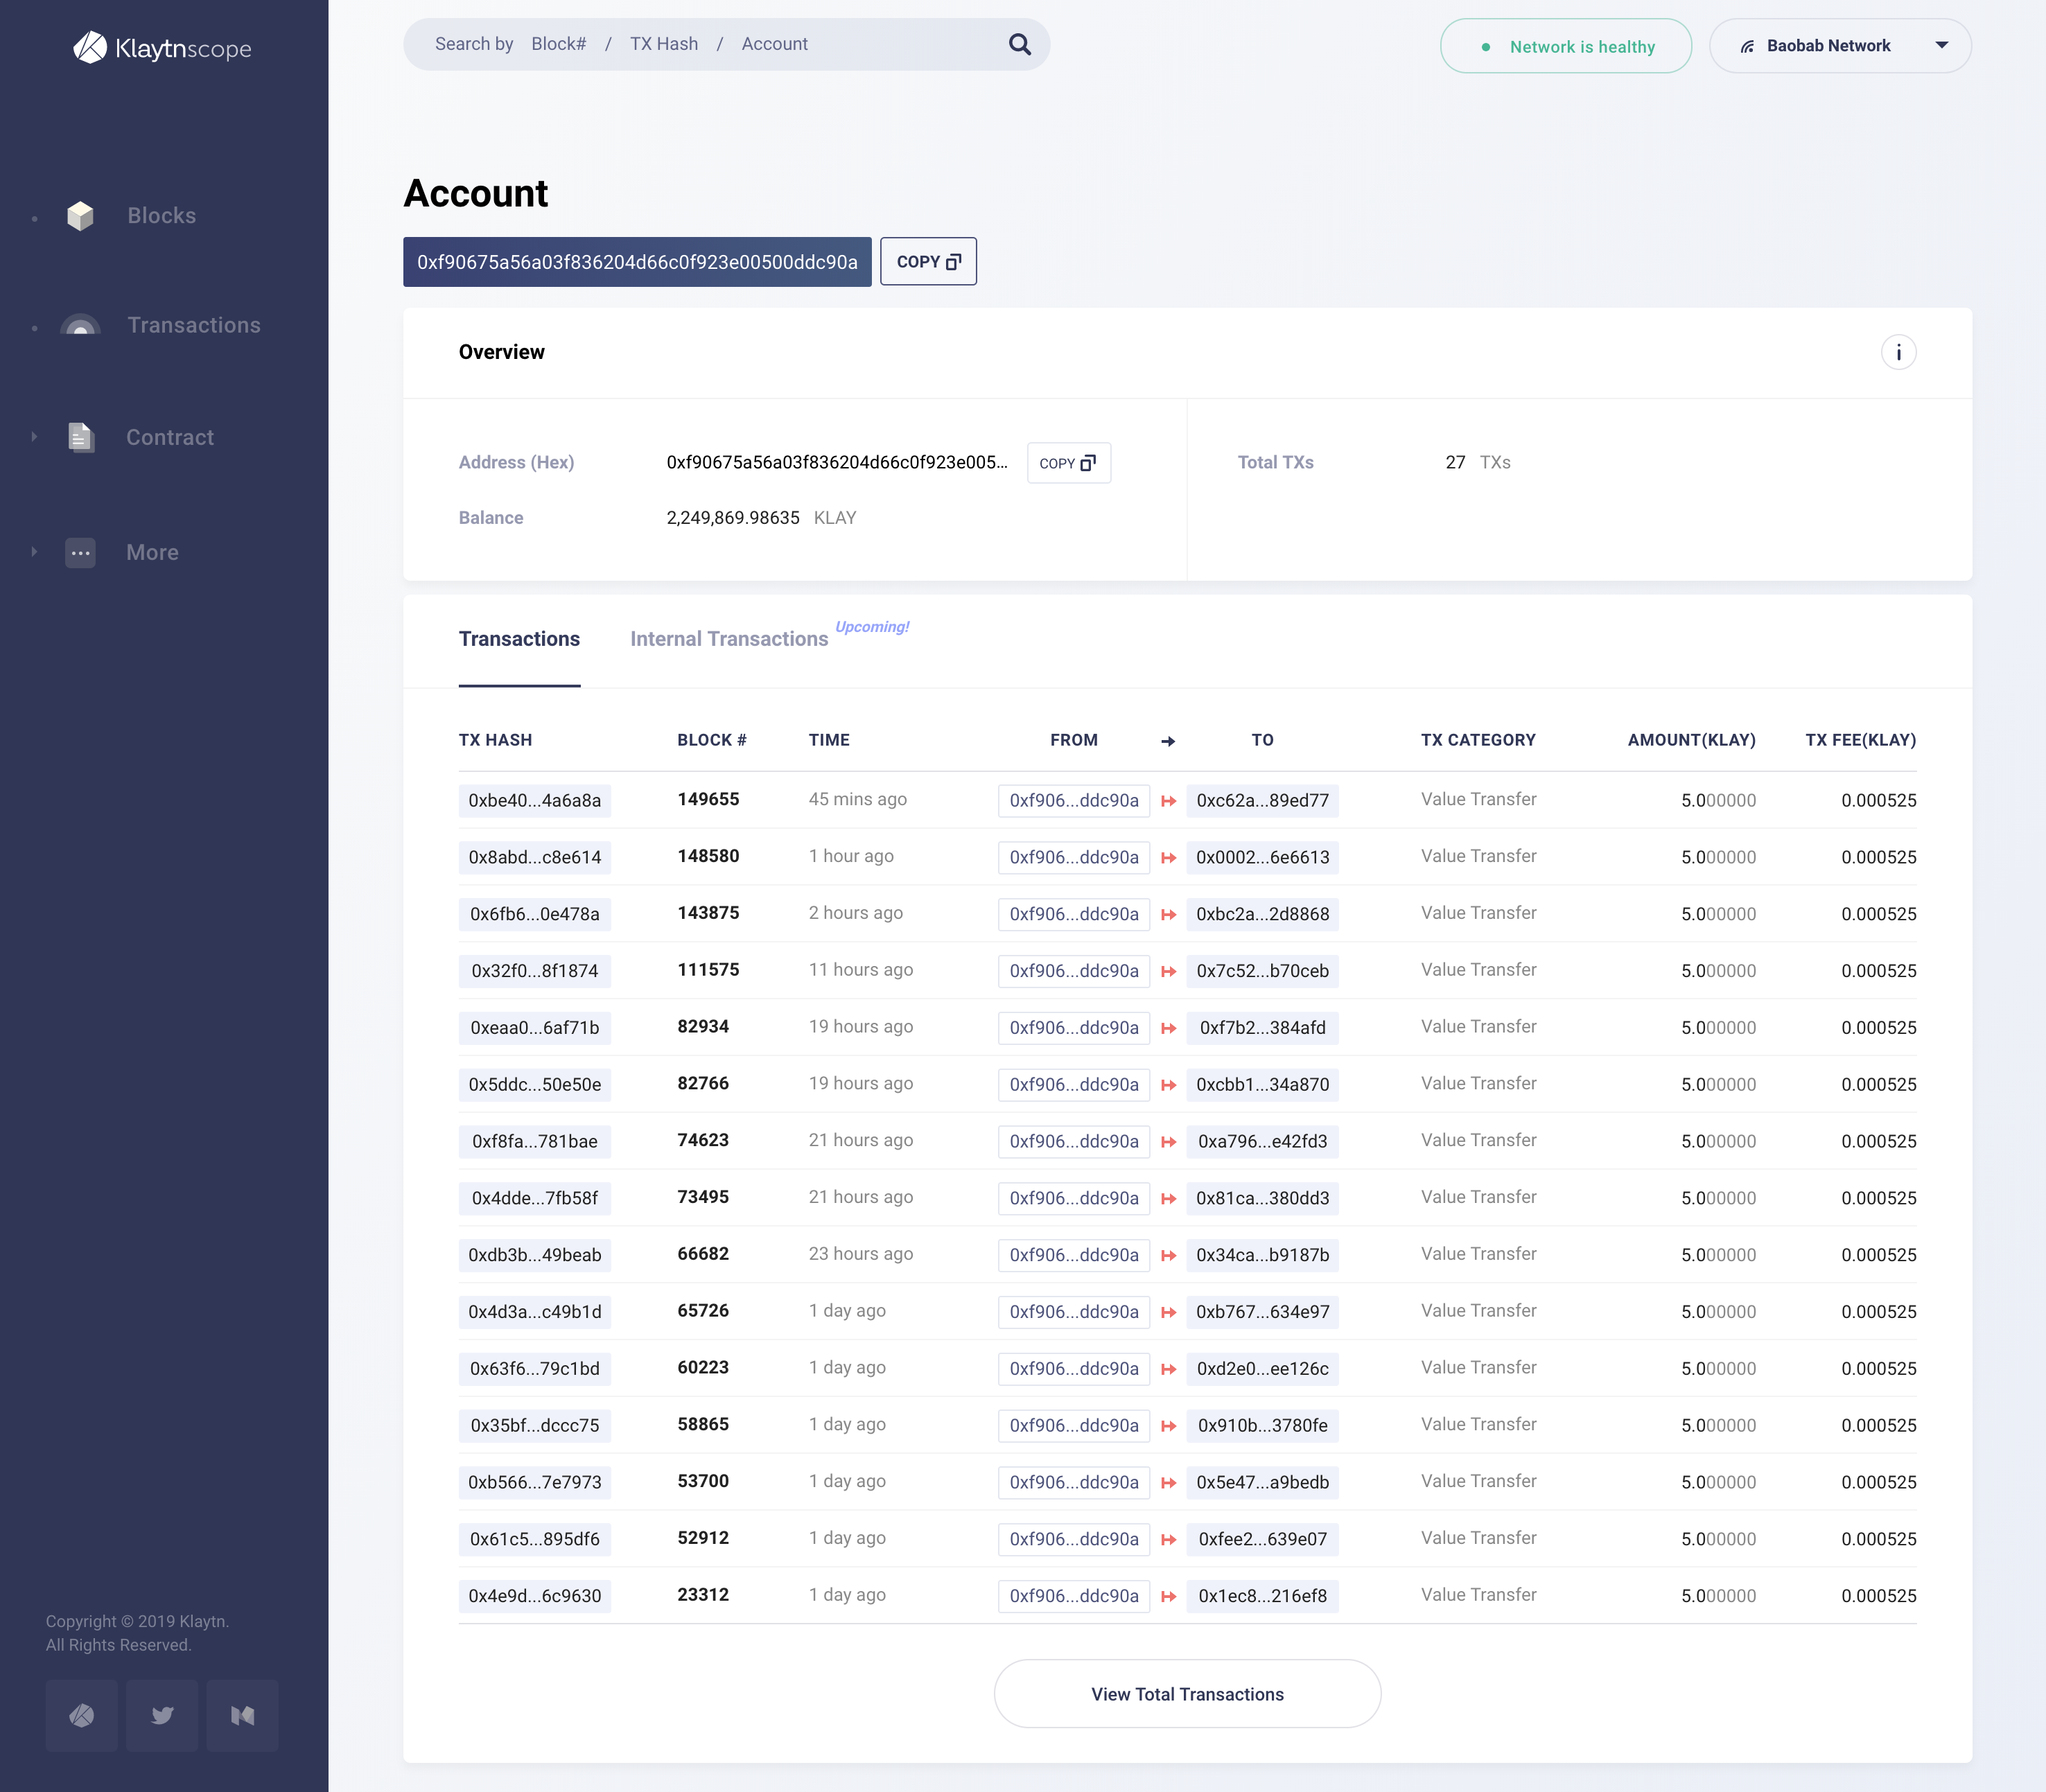 Klaytnscope
Search by Block# / TX Hash / Account
Network is healthy
Baobab Network
Blocks
Transactions
Contract
More
Account
0xf90675a56a03f836204d66c0f923e00500ddc90a COPY
Overview
i
Address (Hex) 0xf90675a56a03f836204d66c0f923e005... COPY
Total TXs 27 TXs
Balance 2,249,869.98635 KLAY
Transactions Internal Transactions Upcoming!
TX HASH BLOCK # TIME FROM TO TX CATEGORY AMOUNT(KLAY) TX FEE(KLAY)
0xbe40...4a6a8a 149655 45 mins ago 0xf906...ddc90a 0xc62a...89ed77 Value Transfer 5.000000 0.000525
0x8abd...c8e614 148580 1 hour ago 0xf906...ddc90a 0x0002...6e6613 Value Transfer 5.000000 0.000525
0x6fb6...0e478a 143875 2 hours ago 0xf906...ddc90a 0xbc2a...2d8868 Value Transfer 5.000000 0.000525
0x32f0...8f1874 111575 11 hours ago 0xf906...ddc90a 0x7c52...b70ceb Value Transfer 5.000000 0.000525
0xeaa0...6af71b 82934 19 hours ago 0xf906...ddc90a 0xf7b2...384afd Value Transfer 5.000000 0.000525
0x5ddc...50e50e 82766 19 hours ago 0xf906...ddc90a 0xcbb1...34a870 Value Transfer 5.000000 0.000525
0xf8fa...781bae 74623 21 hours ago 0xf906...ddc90a 0xa796...e42fd3 Value Transfer 5.000000 0.000525
0x4dde...7fb58f 73495 21 hours ago 0xf906...ddc90a 0x81ca...380dd3 Value Transfer 5.000000 0.000525
0xdb3b...49beab 66682 23 hours ago 0xf906...ddc90a 0x34ca...b9187b Value Transfer 5.000000 0.000525
0x4d3a...c49b1d 65726 1 day ago 0xf906...ddc90a 0xb767...634e97 Value Transfer 5.000000 0.000525
0x63f6...79c1bd 60223 1 day ago 0xf906...ddc90a 0xd2e0...ee126c Value Transfer 5.000000 0.000525
0x35bf...dccc75 58865 1 day ago 0xf906...ddc90a 0x910b...3780fe Value Transfer 5.000000 0.000525
0xb566...7e7973 53700 1 day ago 0xf906...ddc90a 0x5e47...a9bedb Value Transfer 5.000000 0.000525
0x61c5...895df6 52912 1 day ago 0xf906...ddc90a 0xfee2...639e07 Value Transfer 5.000000 0.000525
0x4e9d...6c9630 23312 1 day ago 0xf906...ddc90a 0x1ec8...216ef8 Value Transfer 5.000000 0.000525
View Total Transactions
Copyright © 2019 Klaytn.
All Rights Reserved.